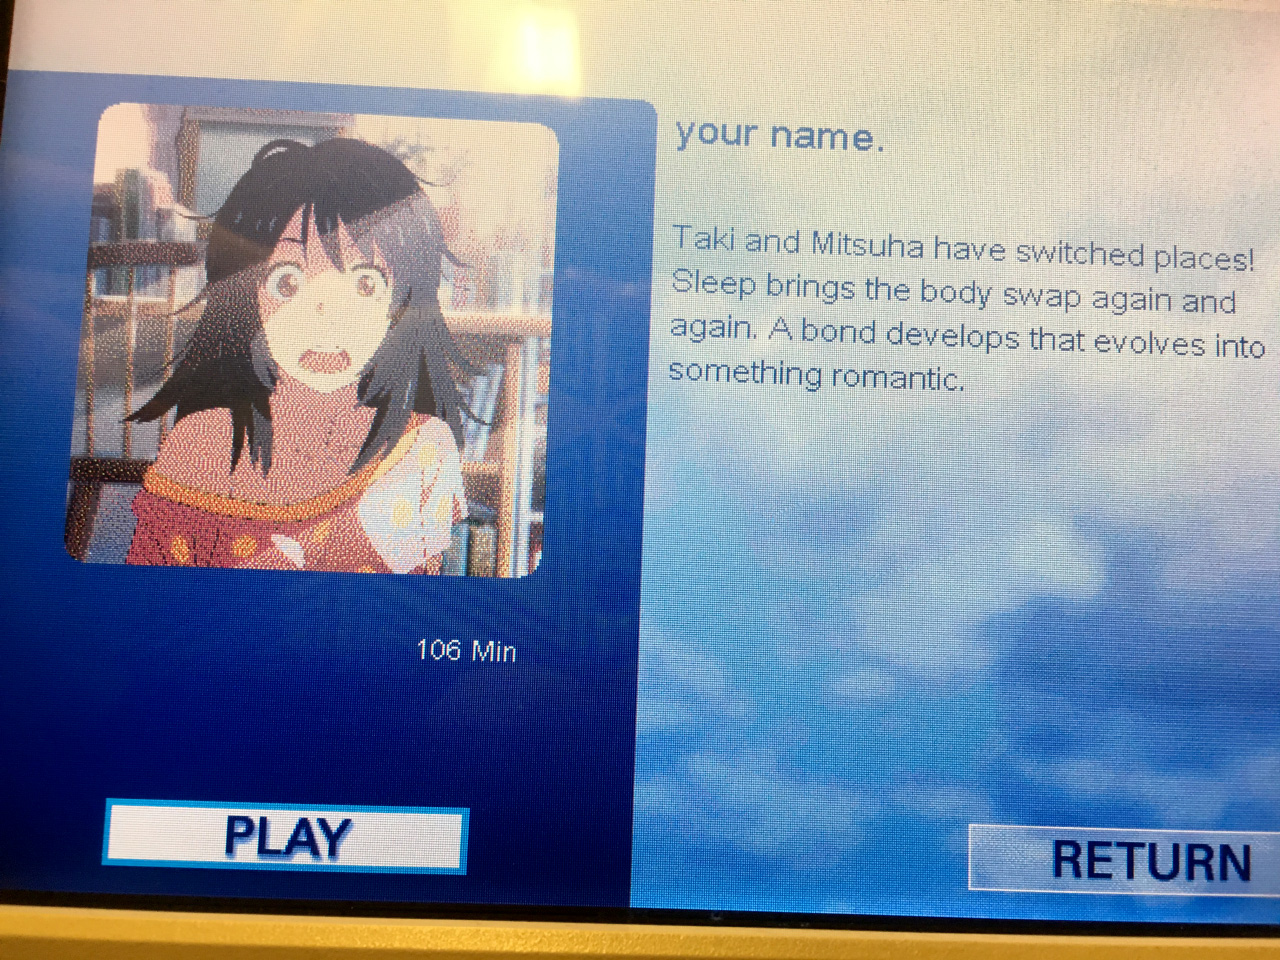 your name.
Taki and Mitsuha have switched places!
Sleep brings the body swap again and
again. A bond develops that evolves into
something romantic.
106 Min
PLAY
RETURN